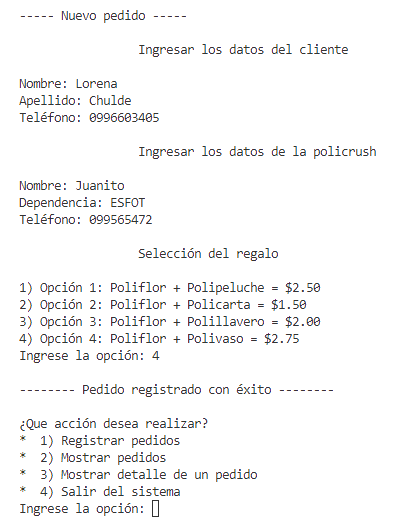 ----- Nuevo pedido -----
Ingresar los datos del cliente
Nombre: Lorena
Apellido: Chulde
Teléfono: 0996603405
Ingresar los datos de la policrush
Nombre: Juanito
Dependencia: ESFOT
Teléfono: 099565472
Selección del regalo
1) Opción 1: Poliflor + Polipeluche = $2.50
2) Opción 2: Poliflor + Policarta = $1.50
3) Opción 3: Poliflor + Polillavero = $2.00
4) Opción 4: Poliflor + Polivaso = $2.75
Ingrese la opción: 4
-------- Pedido registrado con éxito --------
¿Que acción desea realizar?
*  1) Registrar pedidos
*  2) Mostrar pedidos
*  3) Mostrar detalle de un pedido
*  4) Salir del sistema
Ingrese la opción: